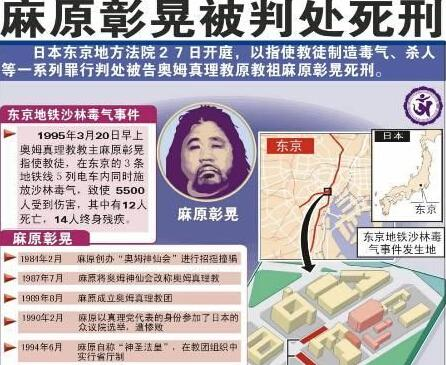 麻原彰晃被判处死刑
日本东京地方法院27日开庭，以指使教徒制造毒气、杀人
等一系列罪行判处被告奥姆真理教原教祖麻原彰晃死刑。
东京地铁沙林毒气事件
1995年3月20日早上
奥姆真理教教主麻原彰晃
指使教徒，在东京的3条
地铁线5列电车内同时施
放沙林毒气，致使 5500
人受到伤害，其中有12人
死亡，14人终身残疾。
麻原彰晃
东京
日本
东京
东京地铁沙林毒
气事件发生地
麻原彰晃
1984年2月 麻原创办“奥姆神仙会”进行招摇撞骗
1987年7月 麻原将奥姆神仙会改称奥姆真理教
1989年8月 麻原成立奥姆真理教团
1990年2月 麻原以真理党代表的身份参加了日本的
众议院选举，遭惨败
1994年6月 麻原自称“神圣法皇”，在教团组织中
实行省厅制